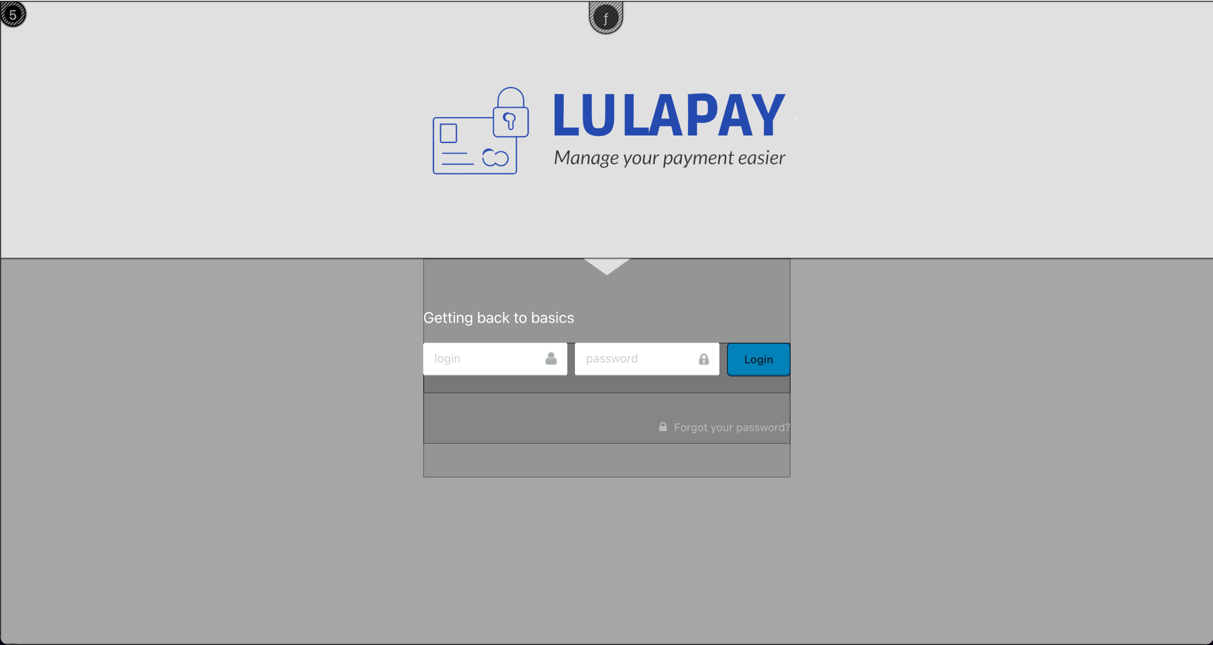 5
ƒ
LULAPAY
Manage your payment easier
Getting back to basics
login
password
Login
Forgot your password?